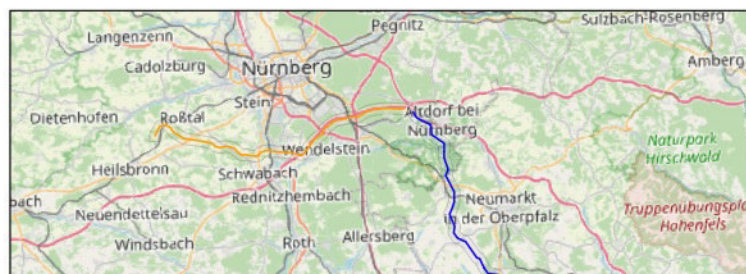 Pegnitz
Sulzbach-Rosenberg
Langenzenn
Cadolzburg
Nürnberg
Amberg
Stein
Dietenhofen
Roßtal
Altdorf bei
Nürnberg
Wendelstein
Naturpark
Hirschwald
Heilsbronn
Schwabach
Rednitzhembach
Neumarkt
in der Oberpfalz
bach
Neuendettelsau
Truppenübungspla
Hohenfels
Windsbach
Roth
Allersberg